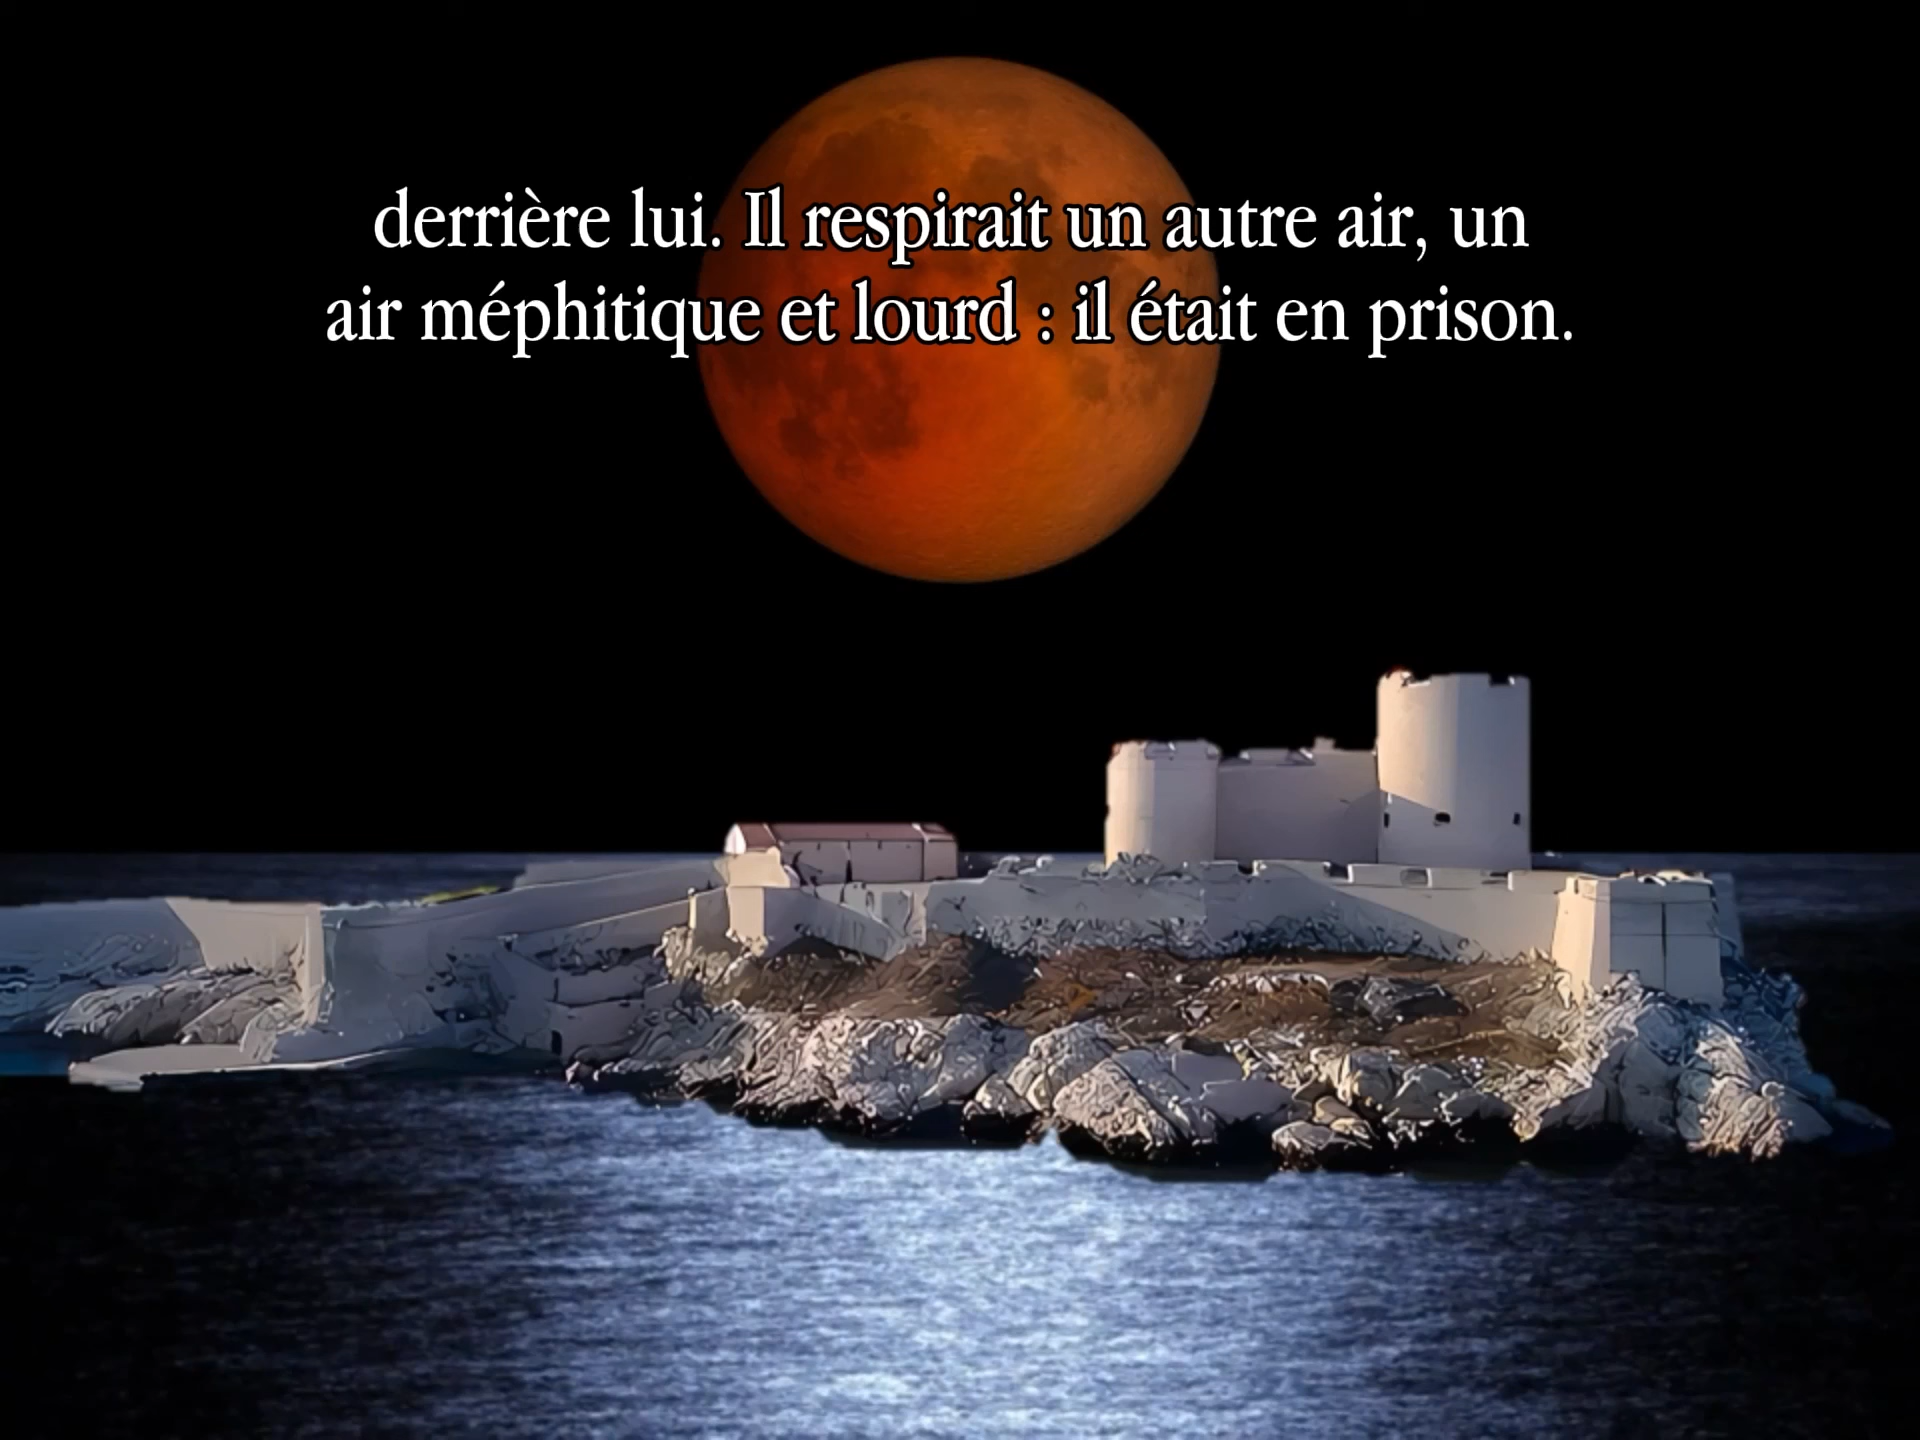 derrière lui. Il respirait un autre air, un
air méphitique et lourd : il était en prison.